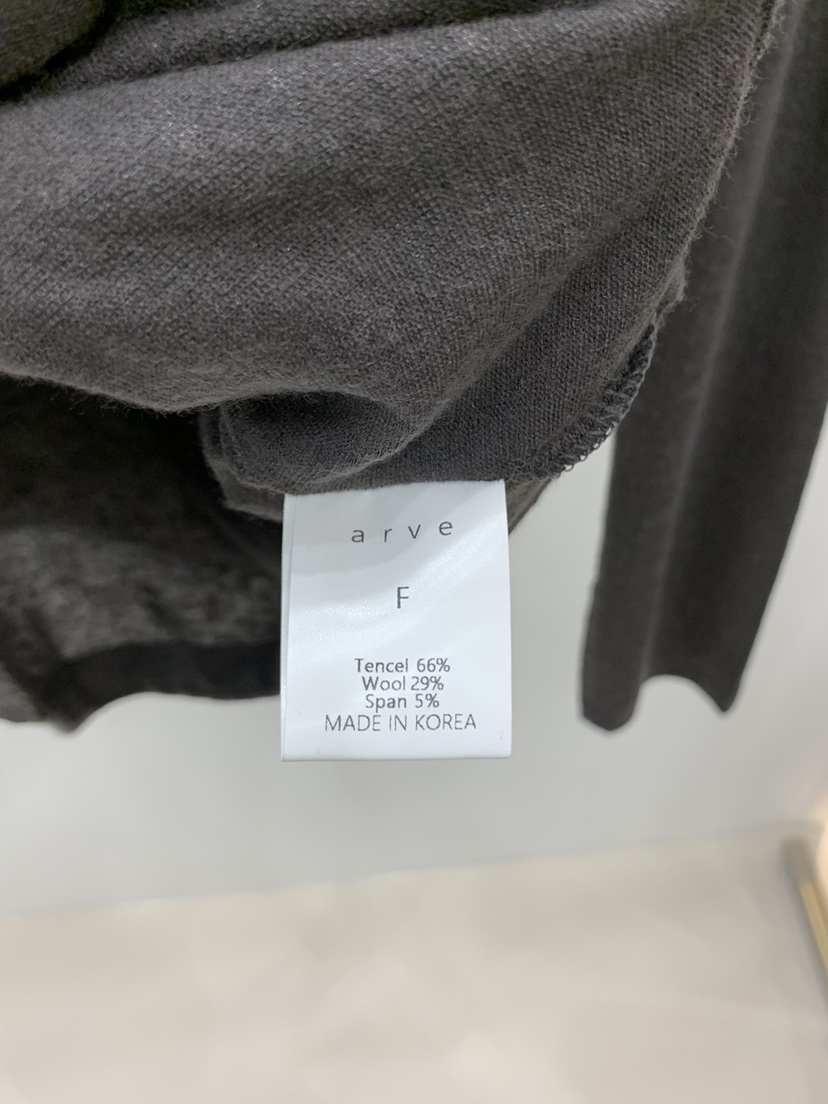 arve
F
Tencel 66%
Wool 29%
Span 5%
MADE IN KOREA